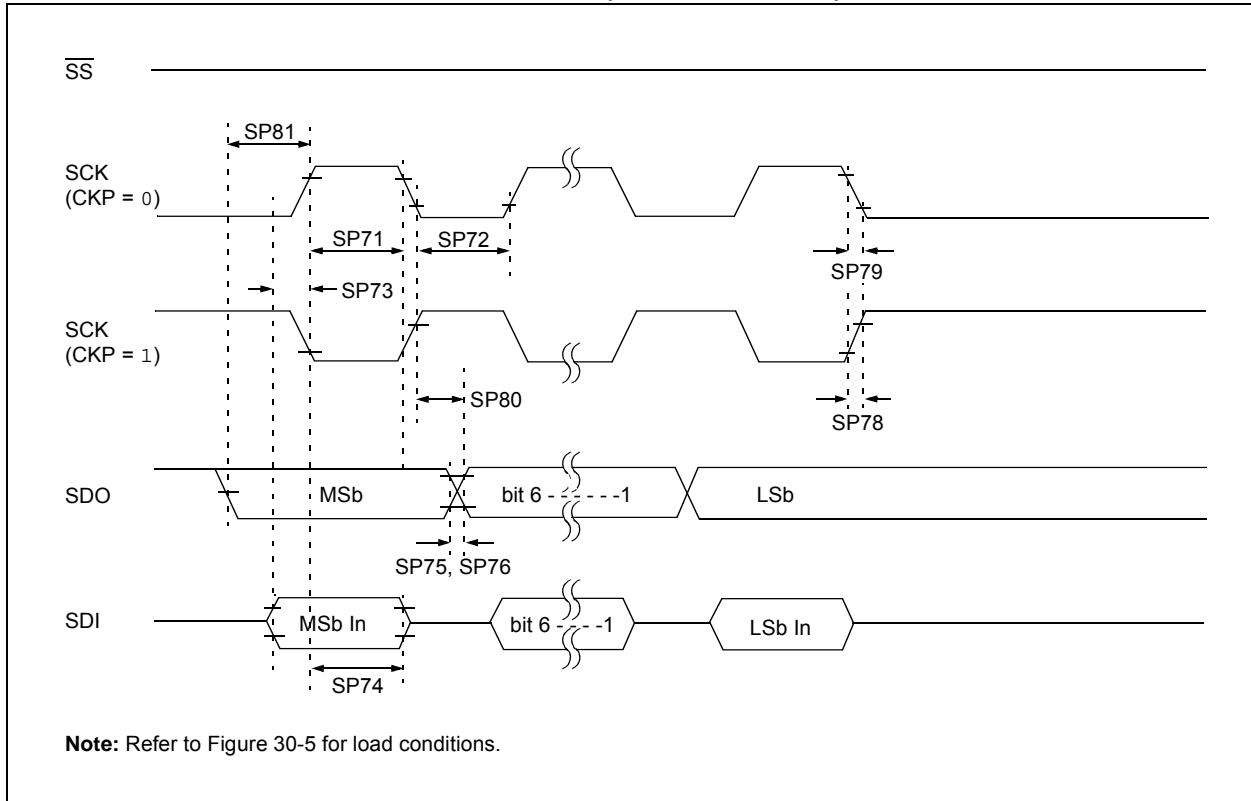 SS
SP81
SCK
(CKP = 0)
SP71
SP72
SP79
SP73
SCK
(CKP = 1)
SP80
SP78
SDO
MSb
bit 6 - - - - - -1
LSb
SP75, SP76
SDI
MSb In
bit 6 - - - -1
LSb In
SP74
Note: Refer to Figure 30-5 for load conditions.